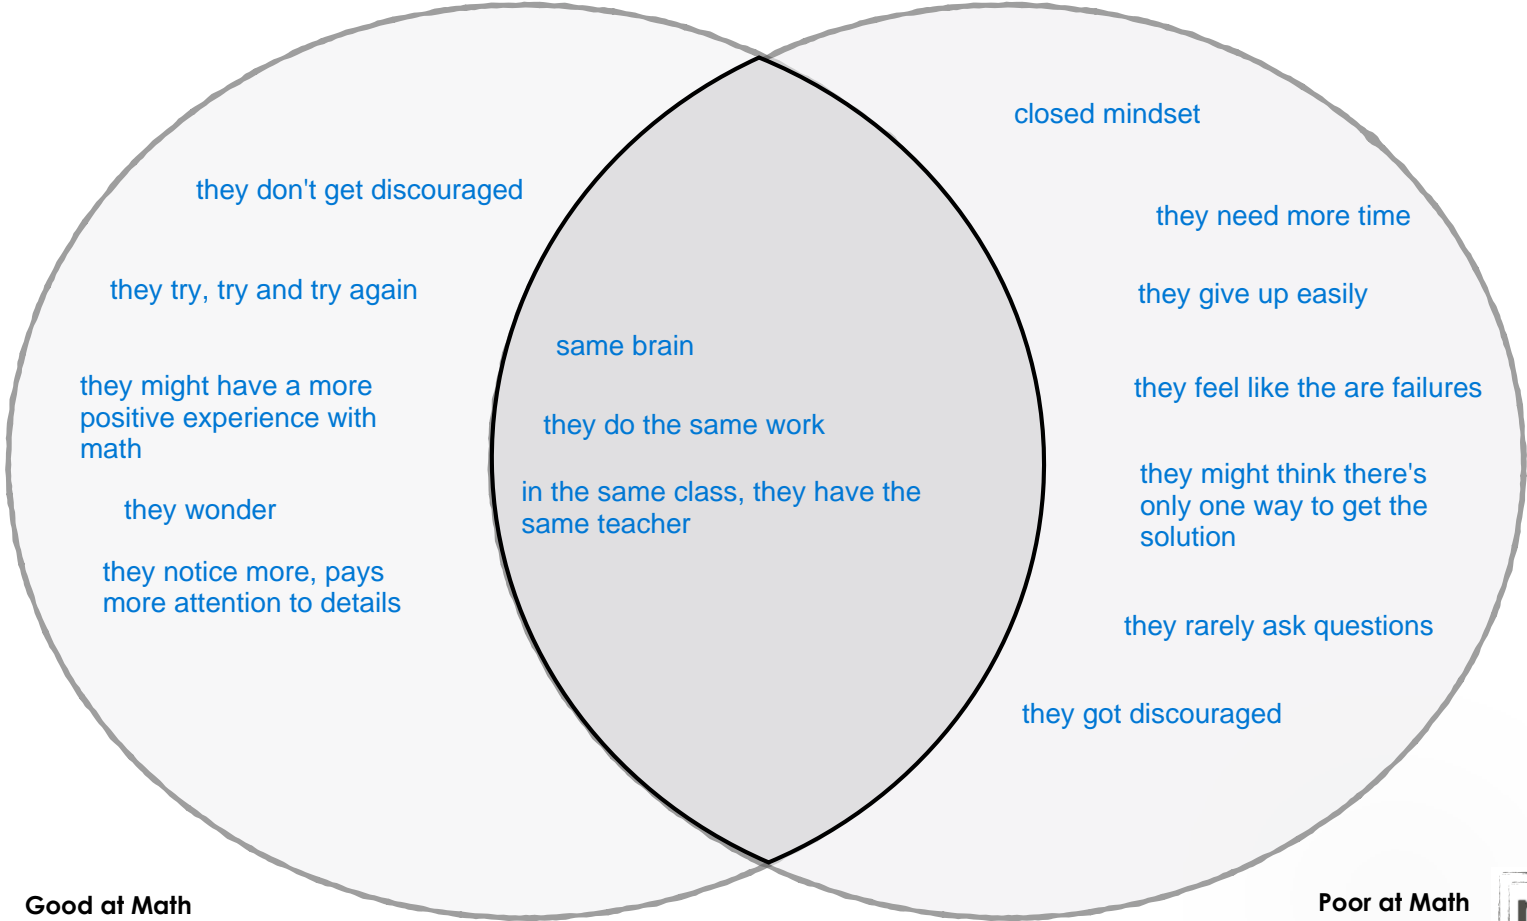 they don't get discouraged
they try, try and try again
they might have a more
positive experience with
math
they wonder
they notice more, pays
more attention to details
same brain
they do the same work
in the same class, they have the
same teacher
closed mindset
they need more time
they give up easily
they feel like the are failures
they might think there's
only one way to get the
solution
they rarely ask questions
they got discouraged
Good at Math
Poor at Math